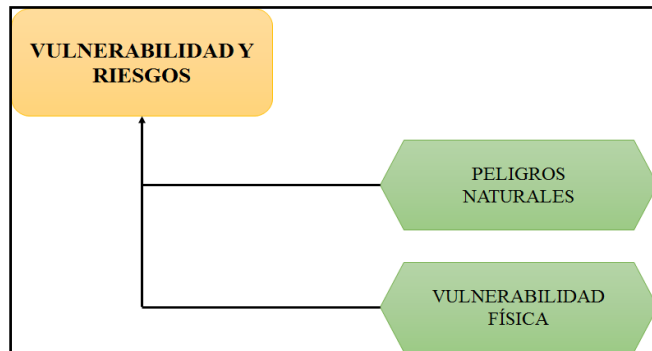 VULNERABILIDAD Y
RIESGOS
PELIGROS
NATURALES
VULNERABILIDAD
FÍSICA